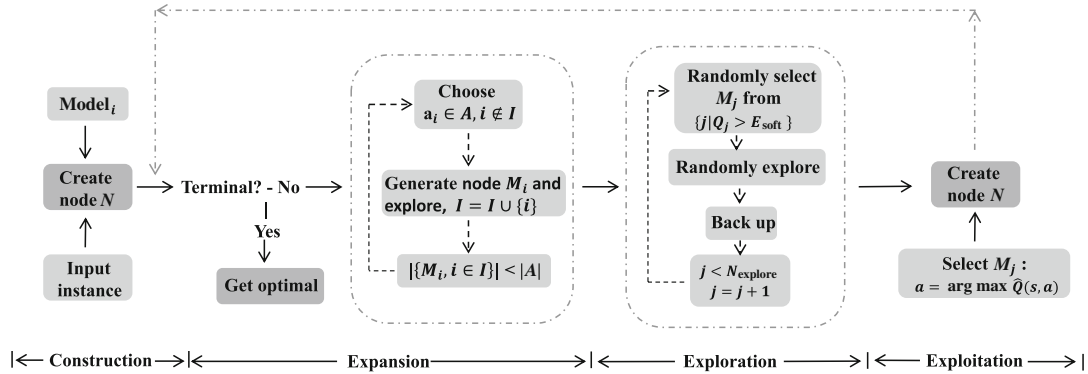 Model_i
Create
node N
Input
instance
Terminal? - No
Yes
Get optimal
Choose
a_i ∈ A, i ∉ I
Generate node M_i and
explore, I = I ∪ {i}
|{M_i, i ∈ I}| < |A|
Randomly select
M_j from
{j|Q_j > E_soft }
Randomly explore
Back up
j < N_explore
j = j + 1
Create
node N
Select M_j :
a = arg max Q̂(s, a)
Construction
Expansion
Exploration
Exploitation